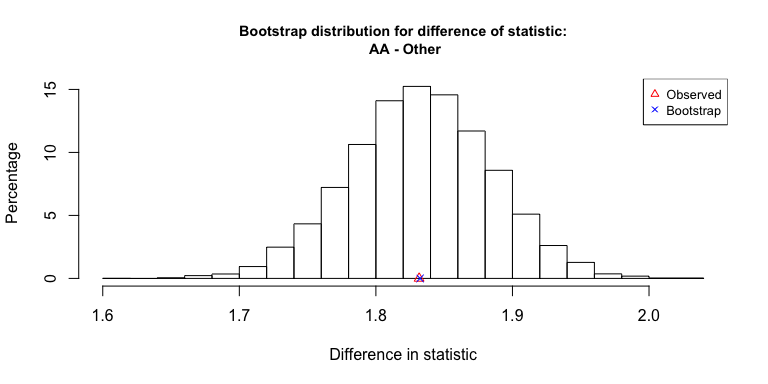 Bootstrap distribution for difference of statistic:
AA - Other
Observed
Bootstrap
Percentage
15
10
5
0
1.6 1.7 1.8 1.9 2.0
Difference in statistic